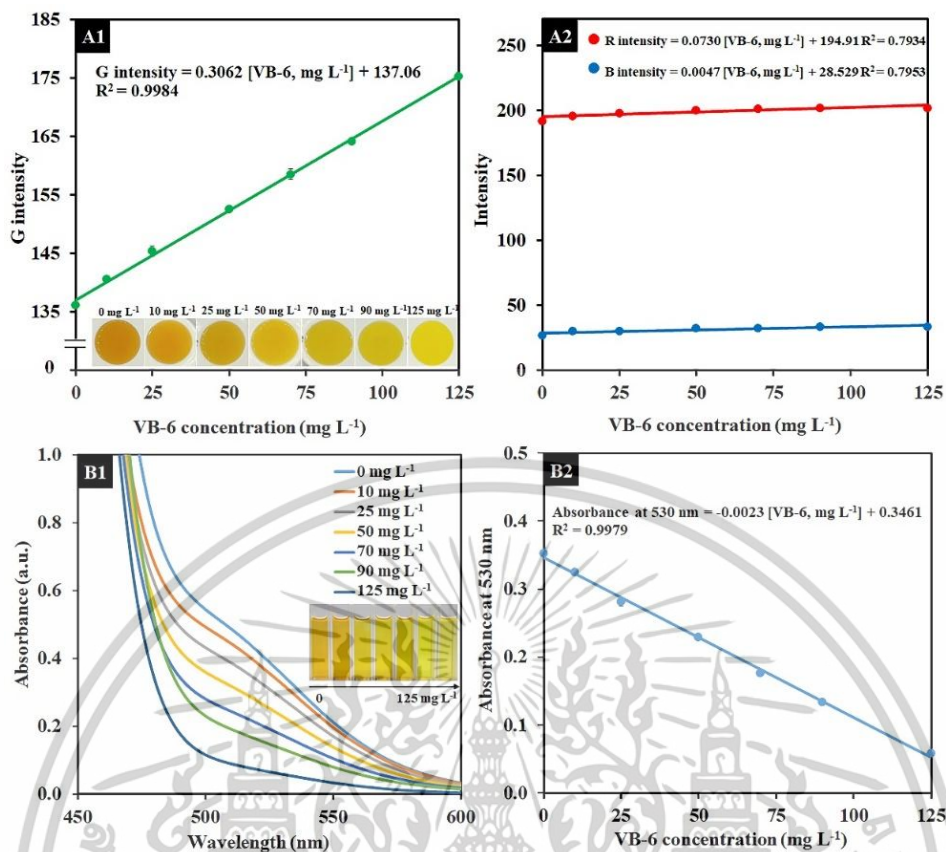 A1
G intensity = 0.3062 [VB-6, mg L⁻¹] + 137.06
R² = 0.9984
185
175
165
155
145
135
0
G intensity
0 mg L⁻¹ 10 mg L⁻¹ 25 mg L⁻¹ 50 mg L⁻¹ 70 mg L⁻¹ 90 mg L⁻¹ 125 mg L⁻¹
0 25 50 75 100 125
VB-6 concentration (mg L⁻¹)
A2
R intensity = 0.0730 [VB-6, mg L⁻¹] + 194.91 R² = 0.7934
B intensity = 0.0047 [VB-6, mg L⁻¹] + 28.529 R² = 0.7953
250
200
150
100
50
0
Intensity
0 25 50 75 100 125
VB-6 concentration (mg L⁻¹)
B1
0 mg L⁻¹
10 mg L⁻¹
25 mg L⁻¹
50 mg L⁻¹
70 mg L⁻¹
90 mg L⁻¹
125 mg L⁻¹
0 125 mg L⁻¹
1.0
0.8
0.6
0.4
0.2
0.0
Absorbance (a.u.)
450 500 550 600
Wavelength (nm)
B2
Absorbance at 530 nm = -0.0023 [VB-6, mg L⁻¹] + 0.3461
R² = 0.9979
0.5
0.4
0.3
0.2
0.1
0.0
Absorbance at 530 nm
0 25 50 75 100 125
VB-6 concentration (mg L⁻¹)